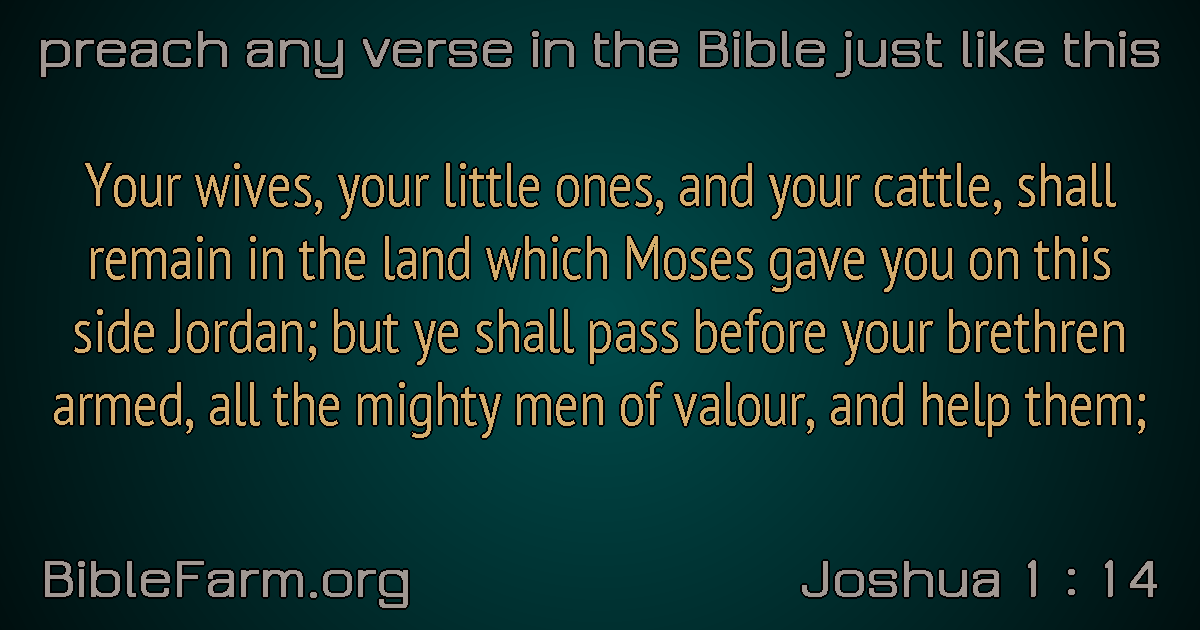 preach any verse in the Bible just like this
Your wives, your little ones, and your cattle, shall
remain in the land which Moses gave you on this
side Jordan; but ye shall pass before your brethren
armed, all the mighty men of valour, and help them;
BibleFarm.org
Joshua 1 : 14